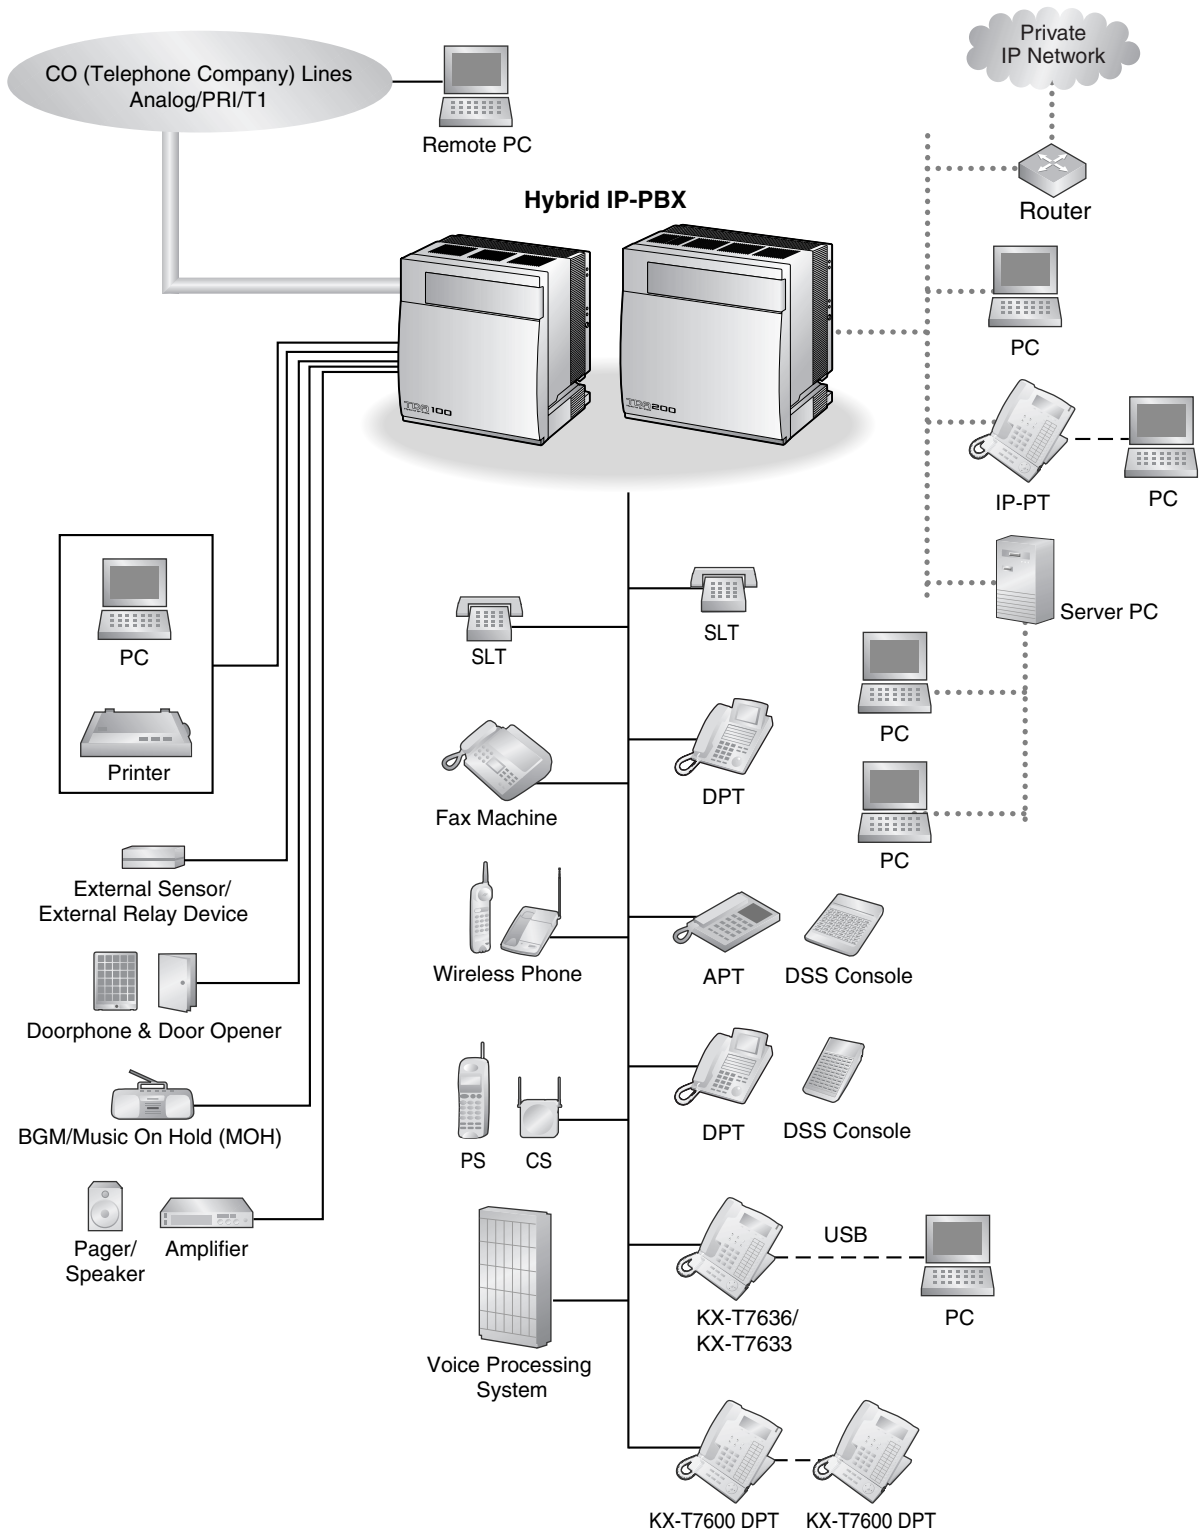 CO (Telephone Company) Lines
Analog/PRI/T1
Remote PC
Private
IP Network
Router
Hybrid IP-PBX
TDA100
TDA200
PC
IP-PT
PC
Server PC
PC
PC
PC
Printer
External Sensor/
External Relay Device
Doorphone & Door Opener
BGM/Music On Hold (MOH)
Pager/
Speaker
Amplifier
SLT
SLT
Fax Machine
DPT
Wireless Phone
APT
DSS Console
PS
CS
DPT
DSS Console
Voice Processing
System
USB
KX-T7636/
KX-T7633
PC
KX-T7600 DPT
KX-T7600 DPT